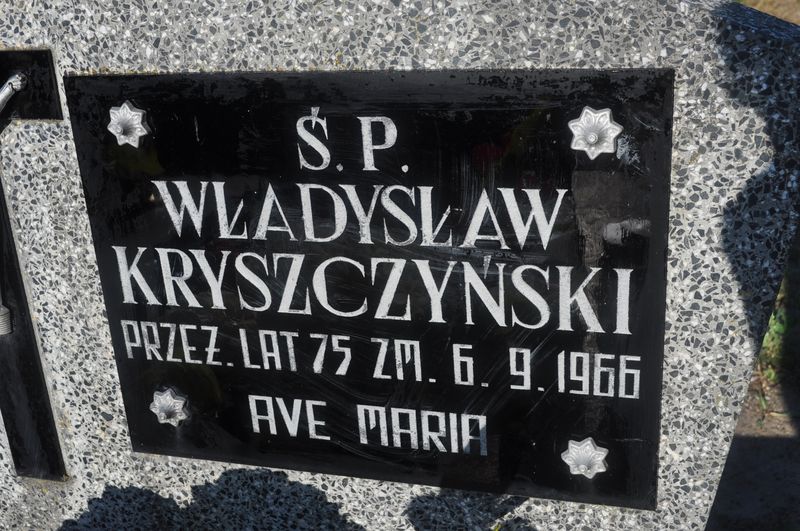 Ś.P.
WŁADYSŁAW
KRYSZCZYŃSKI
PRZEŻ. LAT 75 ZM. 6. 9. 1966
AVE MARIA